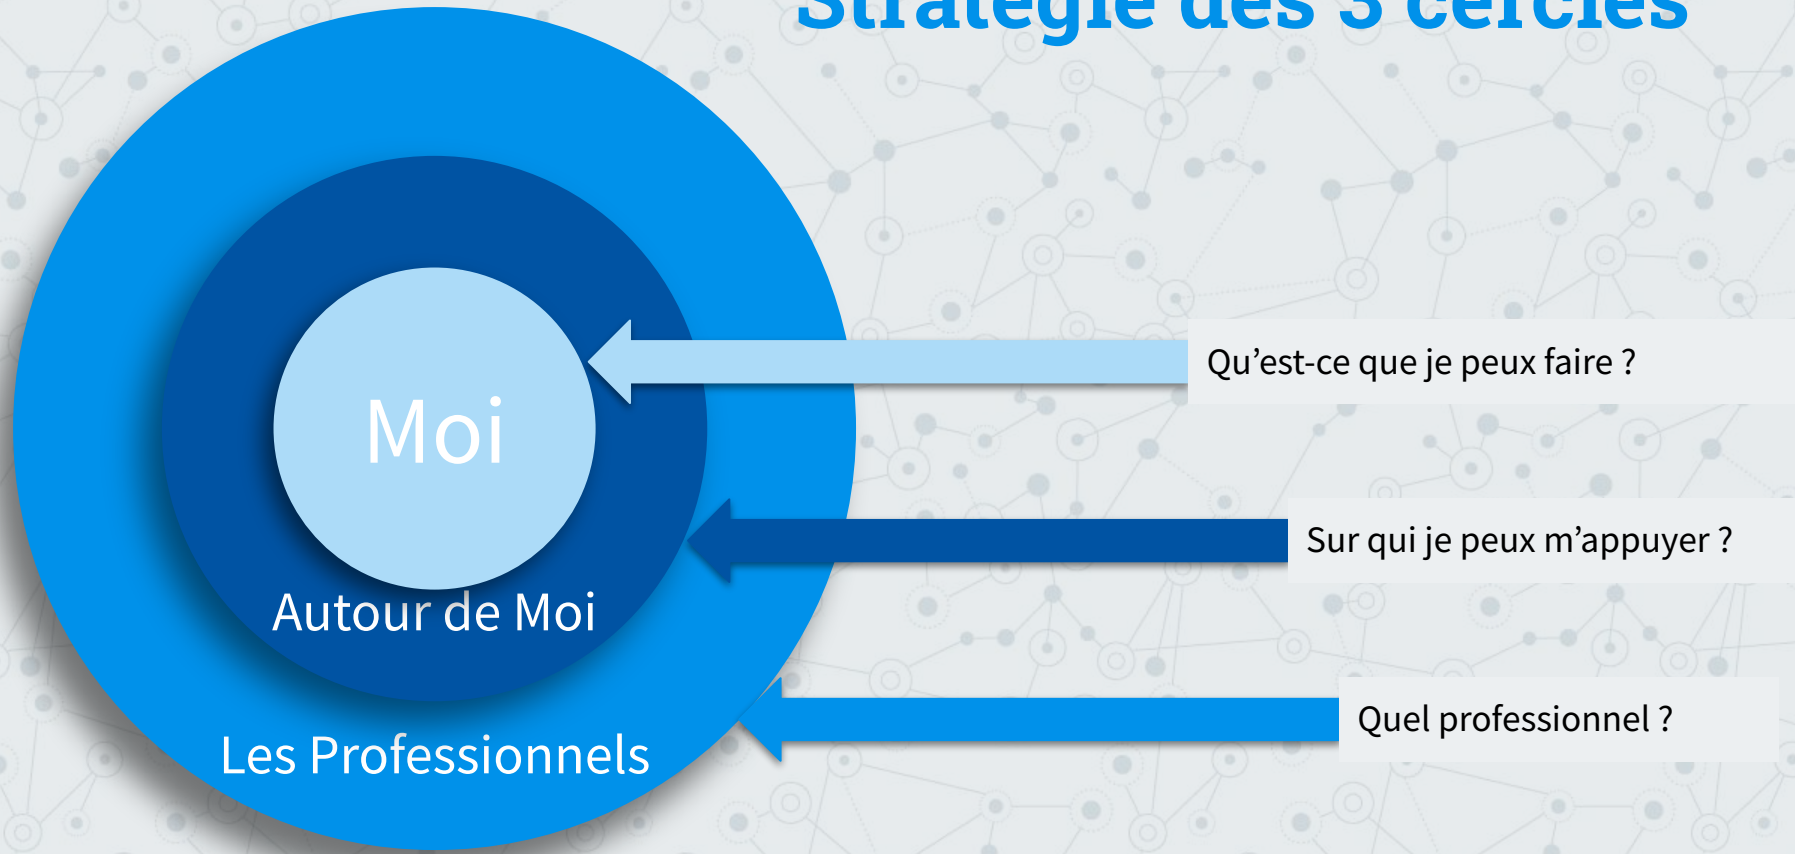 Stratégie des 3 cercles
Qu’est-ce que je peux faire ?
Moi
Sur qui je peux m’appuyer ?
Autour de Moi
Quel professionnel ?
Les Professionnels